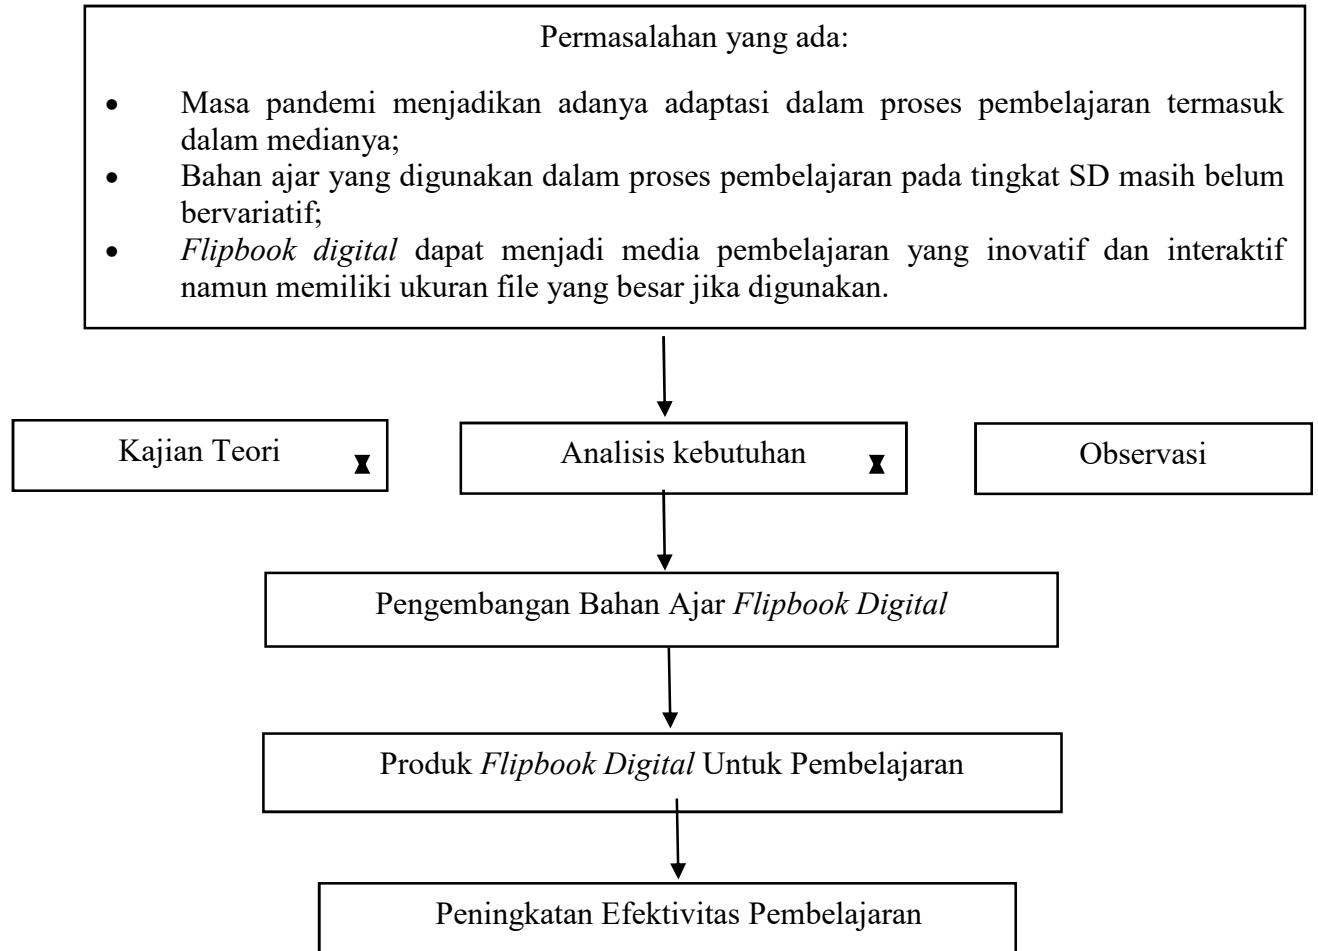 Permasalahan yang ada:
• Masa pandemi menjadikan adanya adaptasi dalam proses pembelajaran termasuk
dalam medianya;
• Bahan ajar yang digunakan dalam proses pembelajaran pada tingkat SD masih belum
bervariatif;
• Flipbook digital dapat menjadi media pembelajaran yang inovatif dan interaktif
namun memiliki ukuran file yang besar jika digunakan.
Kajian Teori
Analisis kebutuhan
Observasi
Pengembangan Bahan Ajar Flipbook Digital
Produk Flipbook Digital Untuk Pembelajaran
Peningkatan Efektivitas Pembelajaran